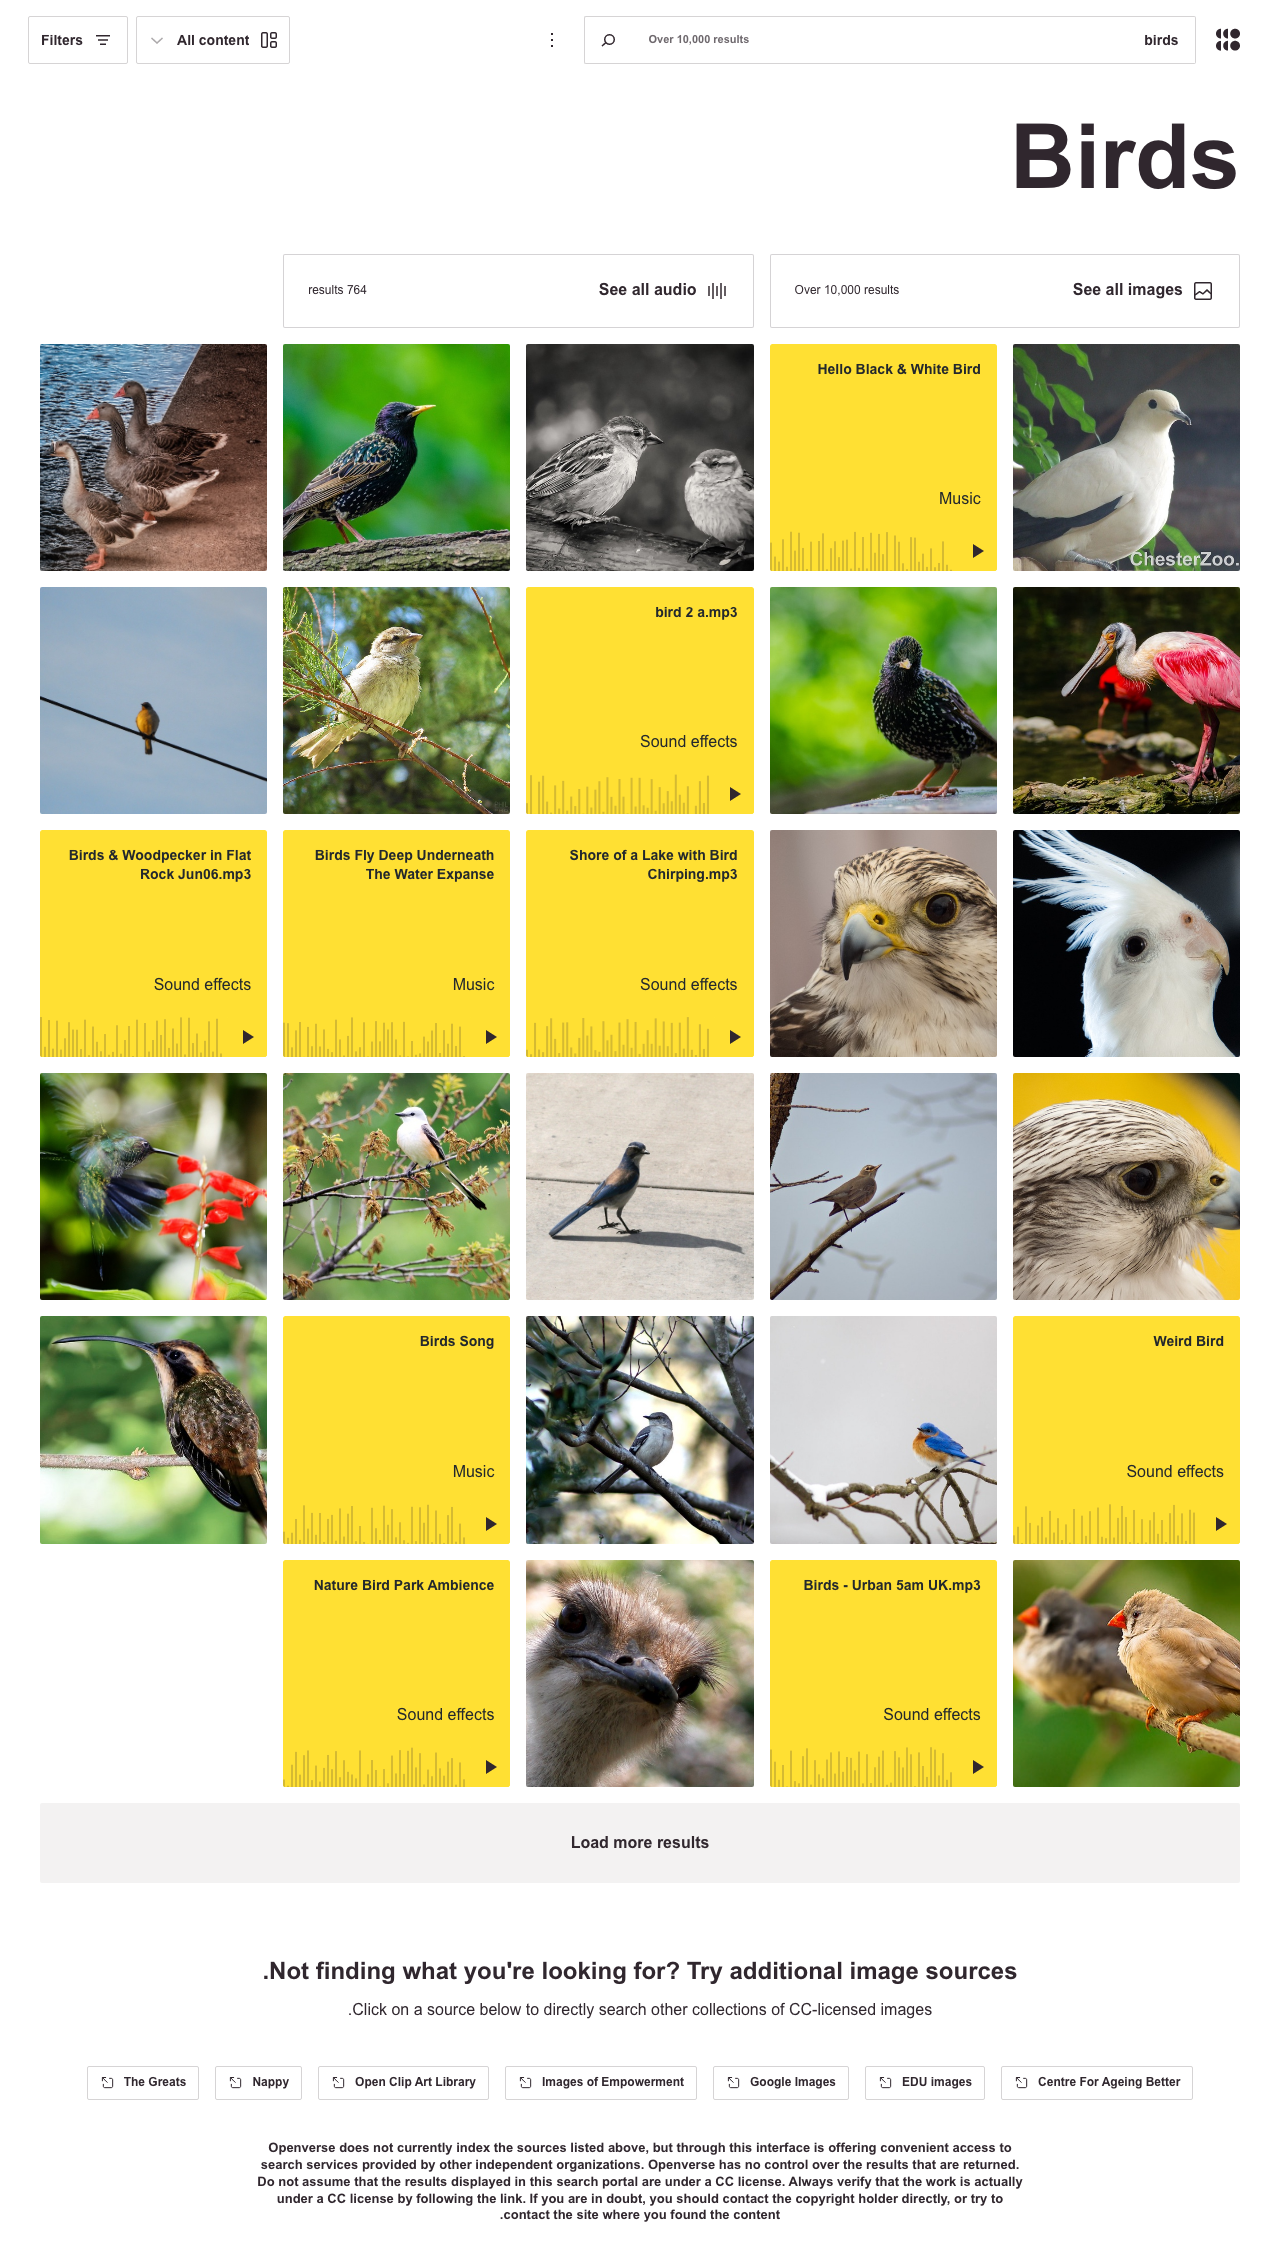 birds
Over 10,000 results
All content
Filters
Birds
See all images
Over 10,000 results
See all audio
results 764
ChesterZoo.
Hello Black & White Bird
Music
bird 2 a.mp3
Sound effects
Shore of a Lake with Bird
Chirping.mp3
Sound effects
Birds Fly Deep Underneath
The Water Expanse
Music
Birds & Woodpecker in Flat
Rock Jun06.mp3
Sound effects
Weird Bird
Sound effects
Birds Song
Music
Birds - Urban 5am UK.mp3
Sound effects
Nature Bird Park Ambience
Sound effects
Load more results
.Not finding what you're looking for? Try additional image sources
.Click on a source below to directly search other collections of CC-licensed images
Centre For Ageing Better
EDU images
Google Images
Images of Empowerment
Open Clip Art Library
Nappy
The Greats
Openverse does not currently index the sources listed above, but through this interface is offering convenient access to
search services provided by other independent organizations. Openverse has no control over the results that are returned.
Do not assume that the results displayed in this search portal are under a CC license. Always verify that the work is actually
under a CC license by following the link. If you are in doubt, you should contact the copyright holder directly, or try to
.contact the site where you found the content